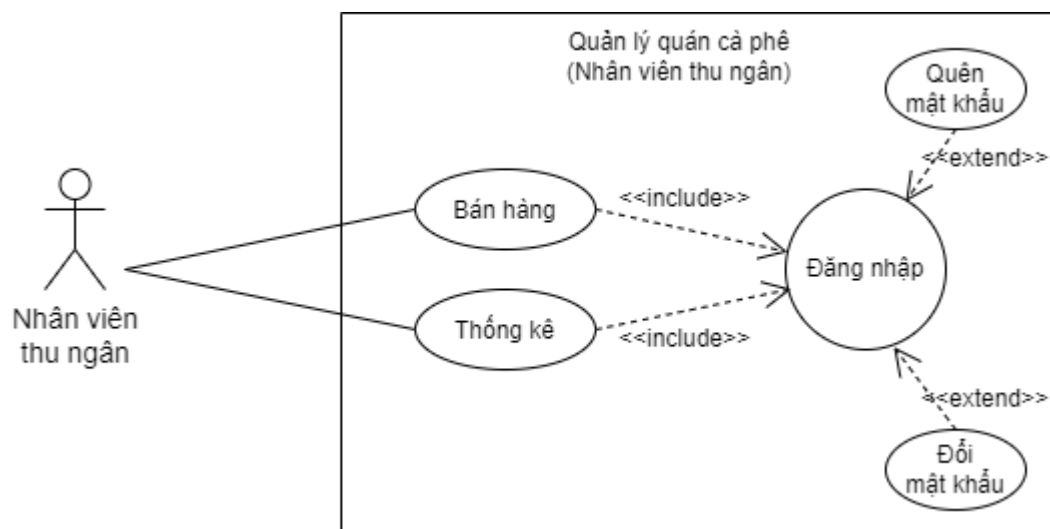 Quản lý quán cà phê
(Nhân viên thu ngân)
Quên
mật khẩu
<<extend>>
Bán hàng
<<include>>
Đăng nhập
Nhân viên
thu ngân
Thống kê
<<include>>
<<extend>>
Đổi
mật khẩu